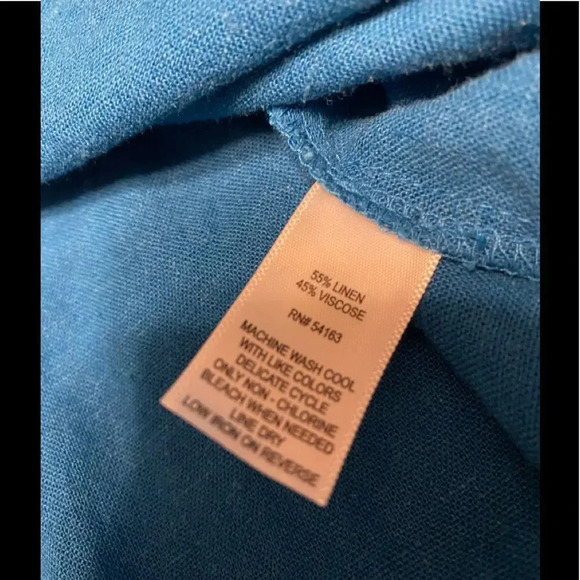 55% LINEN
45% VISCOSE
RN# 54163
MACHINE WASH COOL
WITH LIKE COLORS
DELICATE CYCLE
ONLY NON - CHLORINE
BLEACH WHEN NEEDED
LINE DRY
LOW IRON ON REVERSE